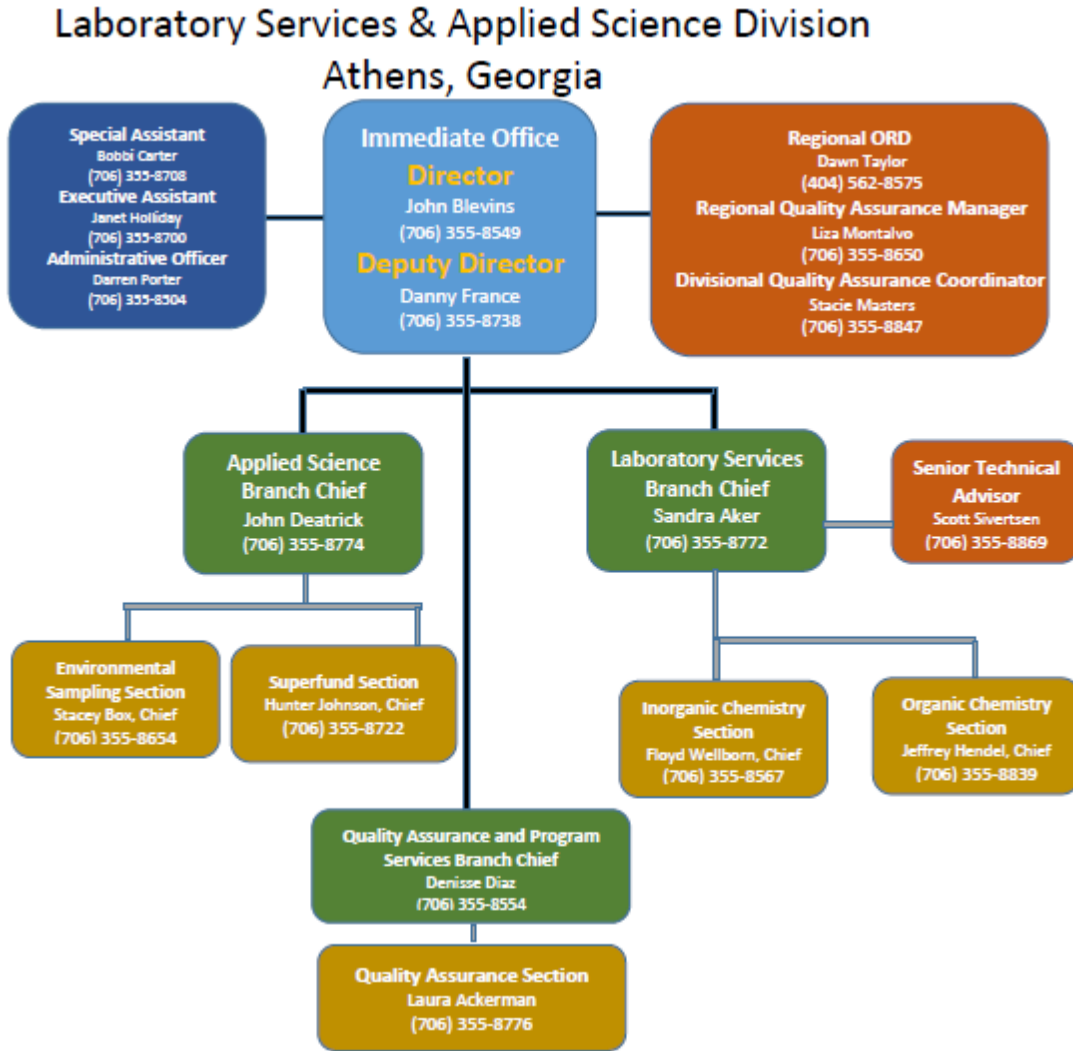 Laboratory Services & Applied Science Division
Athens, Georgia
Special Assistant
Bobbi Carter
(706) 355-8708
Executive Assistant
Janet Holliday
(706) 355-8700
Administrative Officer
Darren Porter
(706) 355-8504
Immediate Office
Director
John Blevins
(706) 355-8549
Deputy Director
Danny France
(706) 355-8738
Regional ORD
Dawn Taylor
(404) 562-8575
Regional Quality Assurance Manager
Liza Montalvo
(706) 355-8650
Divisional Quality Assurance Coordinator
Stacie Masters
(706) 355-8847
Applied Science
Branch Chief
John Deatrick
(706) 355-8774
Laboratory Services
Branch Chief
Sandra Aker
(706) 355-8772
Senior Technical
Advisor
Scott Sivertsen
(706) 355-8869
Environmental
Sampling Section
Stacey Box, Chief
(706) 355-8654
Superfund Section
Hunter Johnson, Chief
(706) 355-8722
Inorganic Chemistry
Section
Floyd Wellborn, Chief
(706) 355-8567
Organic Chemistry
Section
Jeffrey Hendel, Chief
(706) 355-8839
Quality Assurance and Program
Services Branch Chief
Denisse Diaz
(706) 355-8554
Quality Assurance Section
Laura Ackerman
(706) 355-8776